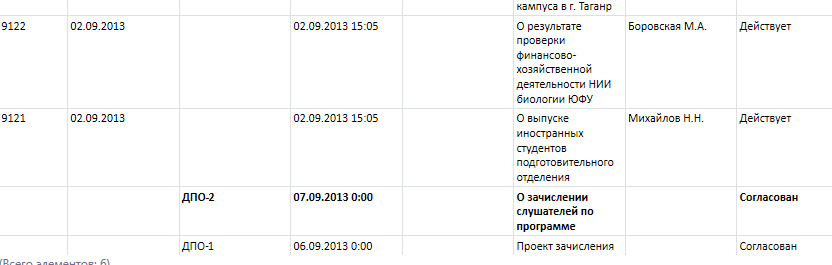 кампуса в г. Таганр
9122 02.09.2013 02.09.2013 15:05 О результате Боровская М.А. Действует
проверки
финансово-
хозяйственной
деятельности НИИ
биологии ЮФУ
9121 02.09.2013 02.09.2013 15:05 О выпуске Михайлов Н.Н. Действует
иностранных
студентов
подготовительного
отделения
ДПО-2 07.09.2013 0:00 О зачислении Согласован
слушателей по
программе
ДПО-1 06.09.2013 0:00 Проект зачисления Согласован
(Всего элементов: 6)